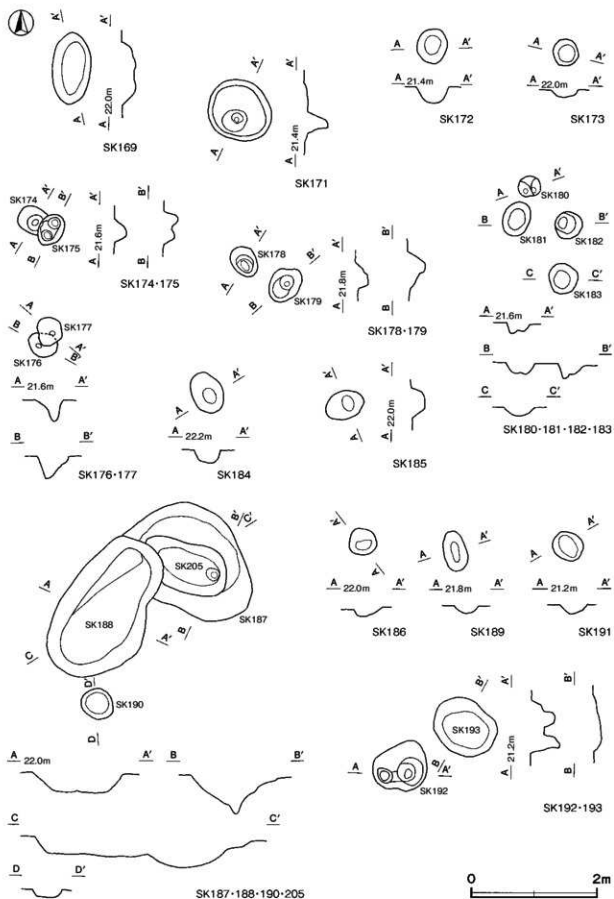 A A' A A' 22.0m
SK169
A A' A A' 21.4m
SK171
A A'
A 21.4m A'
SK172
A A'
A 22.0m A'
SK173
SK174
A' B'
SK175
A B
A A' 21.6m
B B'
SK174・175
A' SK178 B'
A SK179 B
A A' 21.8m
B B'
SK178・179
A' SK180
A
B SK181 B' SK182
C C' SK183
A 21.6m A'
B B'
C C'
SK180・181・182・183
A
B SK177
SK176 A' B'
A 21.6m A'
B B'
SK176・177
A A'
A 22.2m A'
SK184
A' A
A A' 22.0m
SK185
B' C'
SK205
A
SK188 SK187
C A' B
D' SK190
D
A 22.0m A' B B'
C C'
D D'
SK187・188・190・205
A' A
A 22.0m A'
SK186
A A'
A 21.8m A'
SK189
A A'
A 21.2m A'
SK191
B'
SK193
A B A'
SK192
A A' 21.2m
B B'
SK192・193
0 2m